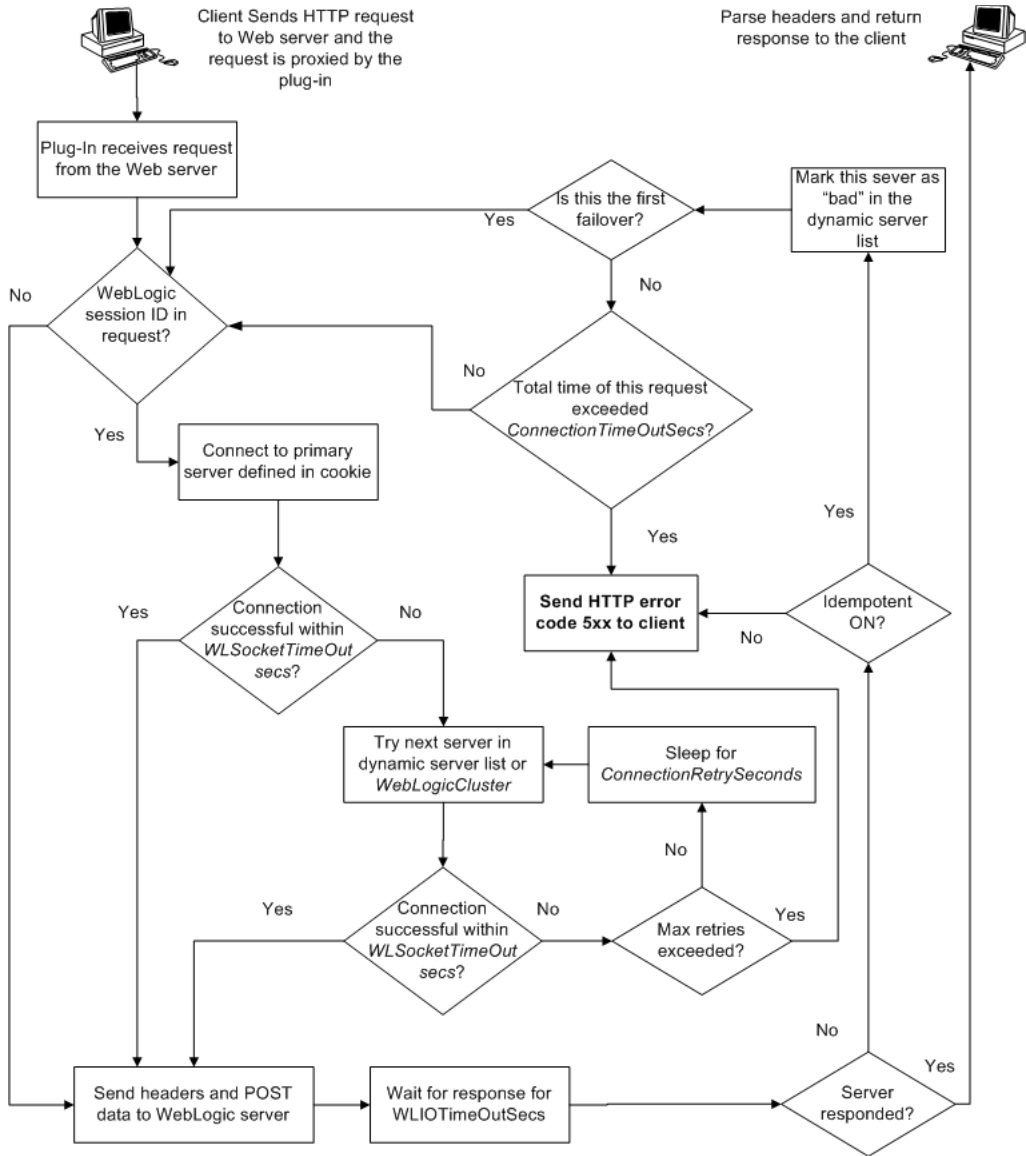 Client Sends HTTP request
to Web server and the
request is proxied by the
plug-in
Parse headers and return
response to the client
Plug-In receives request
from the Web server
Is this the first
failover?
Yes
Mark this sever as
“bad” in the
dynamic server
list
No
WebLogic
session ID in
request?
No
No
Total time of this request
exceeded
ConnectionTimeOutSecs?
Yes
Connect to primary
server defined in cookie
Yes
Yes
Send HTTP error
code 5xx to client
No
Idempotent
ON?
Yes
Connection
successful within
WLSocketTimeOut
secs?
No
Try next server in
dynamic server list or
WebLogicCluster
Sleep for
ConnectionRetrySeconds
No
Yes
Connection
successful within
WLSocketTimeOut
secs?
No
Max retries
exceeded?
Yes
No
Yes
Send headers and POST
data to WebLogic server
Wait for response for
WLIOTimeOutSecs
Server
responded?